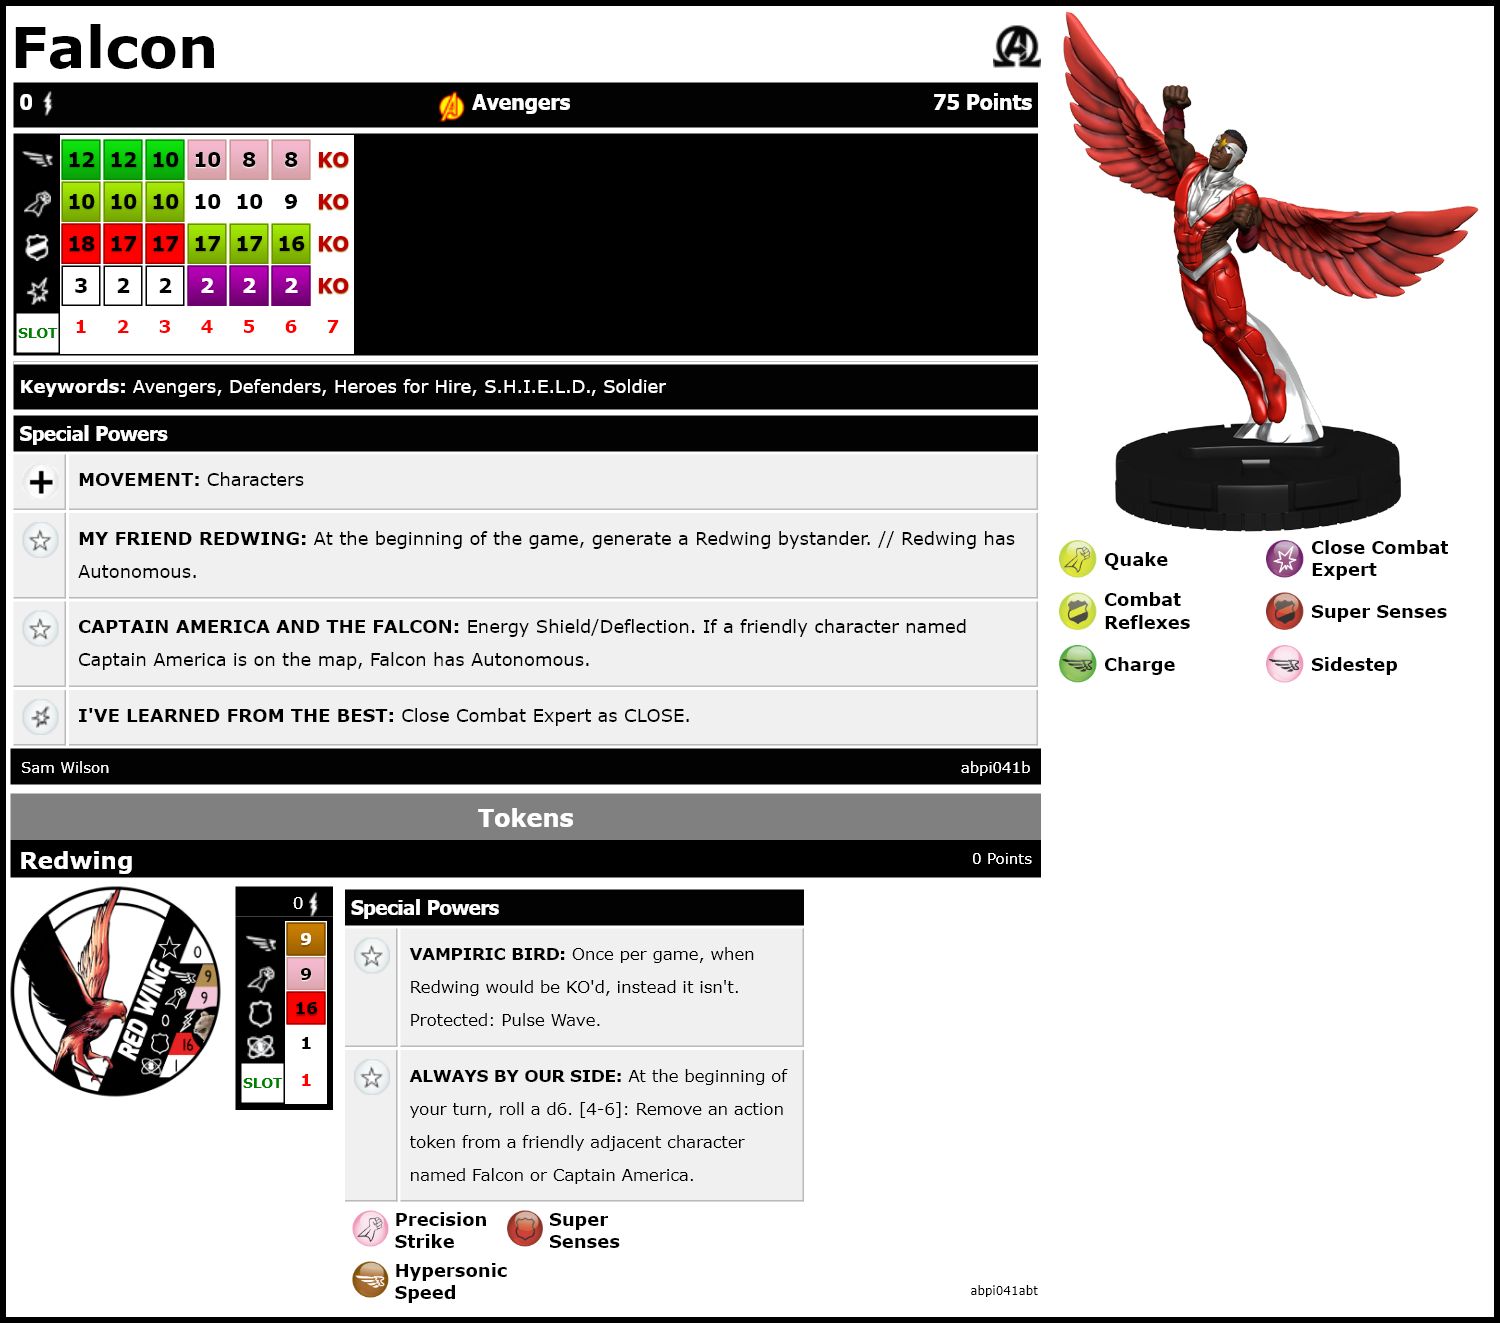 Falcon
0 Avengers 75 Points
12 12 10 10 8 8 KO
10 10 10 10 10 9 KO
18 17 17 17 17 16 KO
3 2 2 2 2 2 KO
SLOT 1 2 3 4 5 6 7
Keywords: Avengers, Defenders, Heroes for Hire, S.H.I.E.L.D., Soldier
Special Powers
MOVEMENT: Characters
MY FRIEND REDWING: At the beginning of the game, generate a Redwing bystander. // Redwing has
Autonomous.
CAPTAIN AMERICA AND THE FALCON: Energy Shield/Deflection. If a friendly character named
Captain America is on the map, Falcon has Autonomous.
I'VE LEARNED FROM THE BEST: Close Combat Expert as CLOSE.
Sam Wilson abpi041b
Quake
Close Combat
Expert
Combat
Reflexes
Super Senses
Charge
Sidestep
Tokens
Redwing 0 Points
RED WING
0
9
9
0
16
1
0
9
9
16
1
SLOT 1
Special Powers
VAMPIRIC BIRD: Once per game, when
Redwing would be KO'd, instead it isn't.
Protected: Pulse Wave.
ALWAYS BY OUR SIDE: At the beginning of
your turn, roll a d6. [4-6]: Remove an action
token from a friendly adjacent character
named Falcon or Captain America.
Precision
Strike
Super
Senses
Hypersonic
Speed
abpi041abt